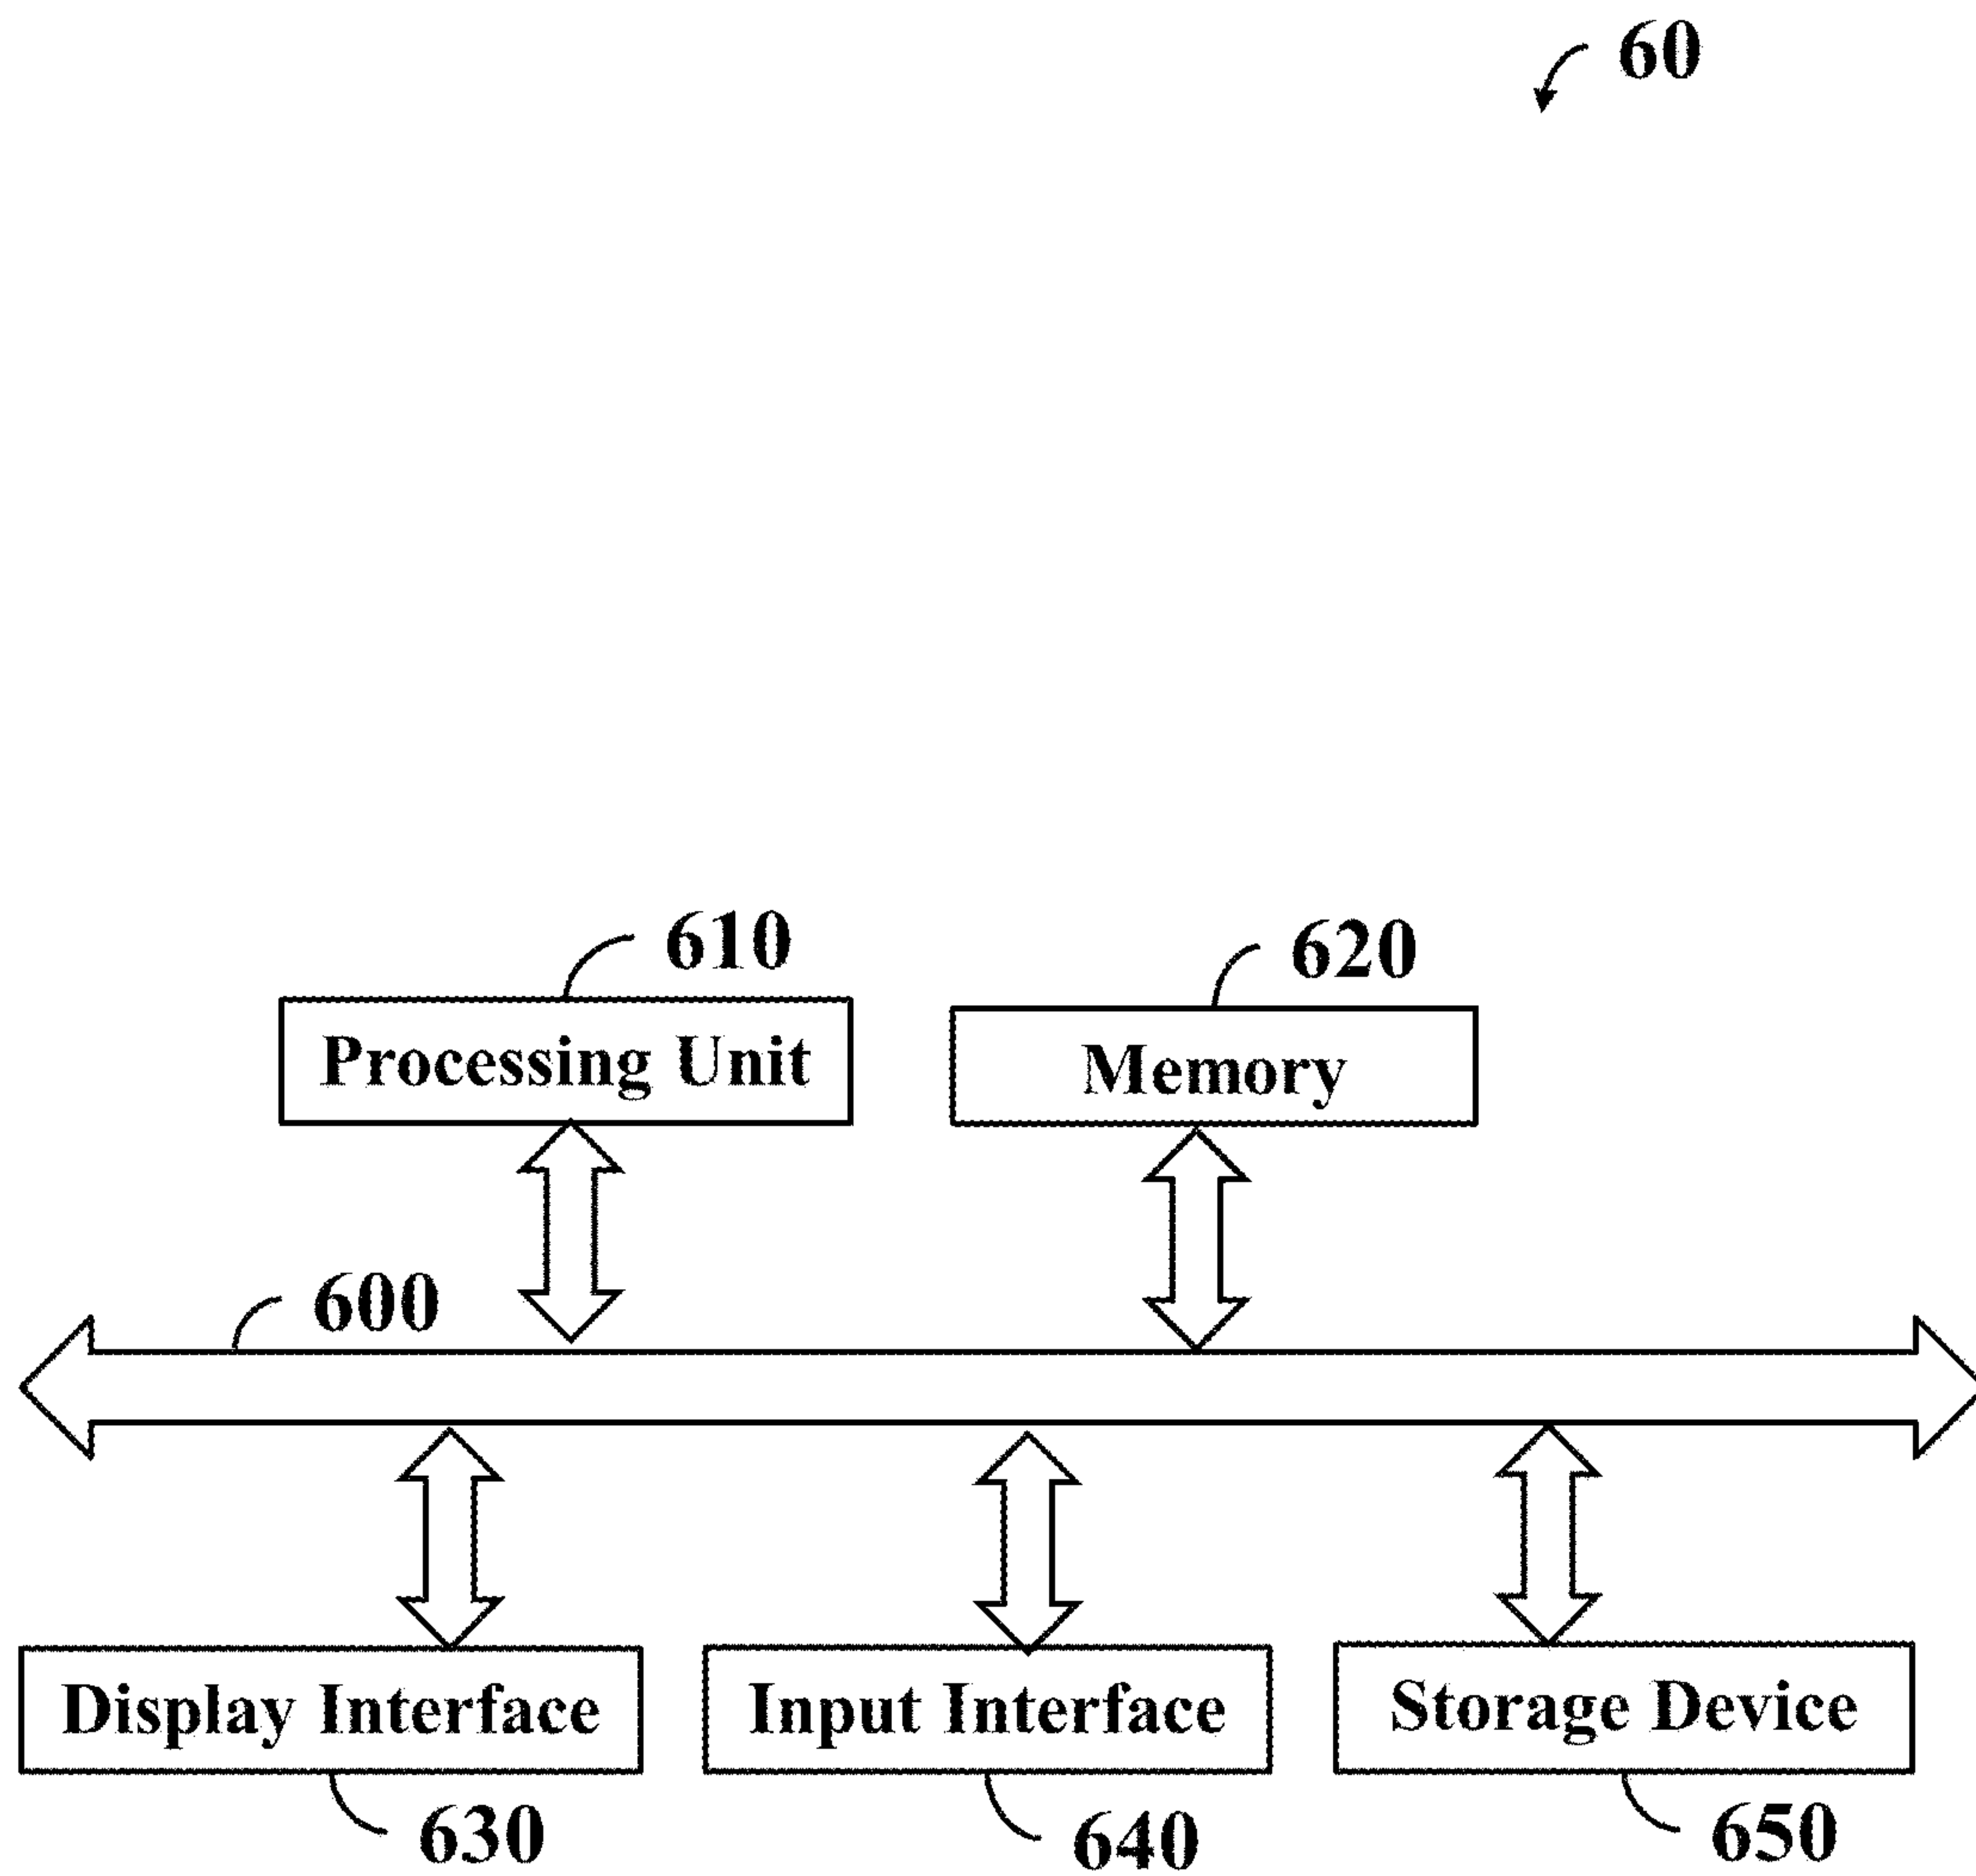 60
610
620
Processing Unit
Memory
600
Display Interface
Input Interface
Storage Device
630
640
650